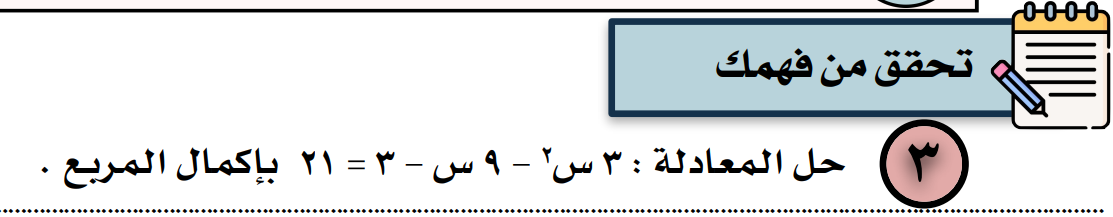 تحقق من فهمك
٣ حل المعادلة : ٣ س٢ – ٩ س – ٣ = ٢١ بإكمال المربع .